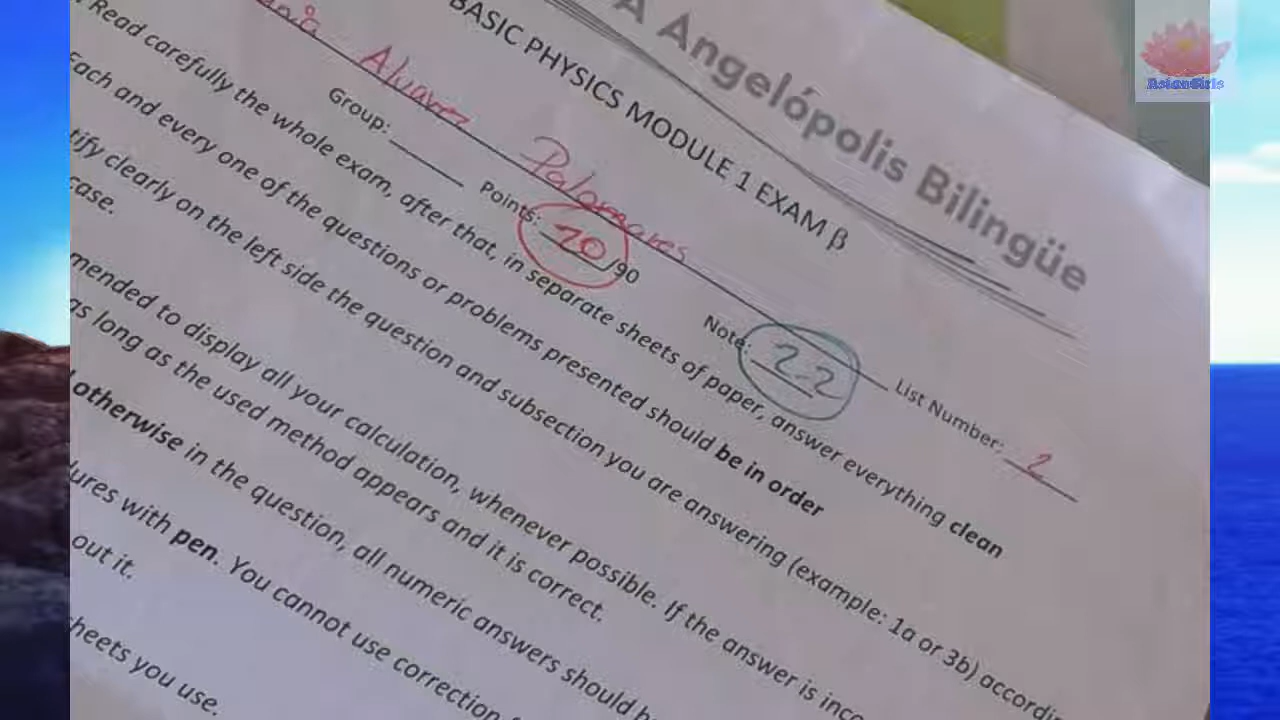 A Angelópolis Bilingüe
BASIC PHYSICS MODULE 1 EXAM β
Alvarez Palomares List Number: 2
Group: Points: 20 /90 Note: 2.2
Read carefully the whole exam, after that, in separate sheets of paper, answer everything clean
Each and every one of the questions or problems presented should be in order
tify clearly on the left side the question and subsection you are answering (example: 1a or 3b) accordin
case.
mended to display all your calculation, whenever possible. If the answer is inco
as long as the used method appears and it is correct.
otherwise in the question, all numeric answers should b
ures with pen. You cannot use correction
out it.
heets you use.
AsianGirls